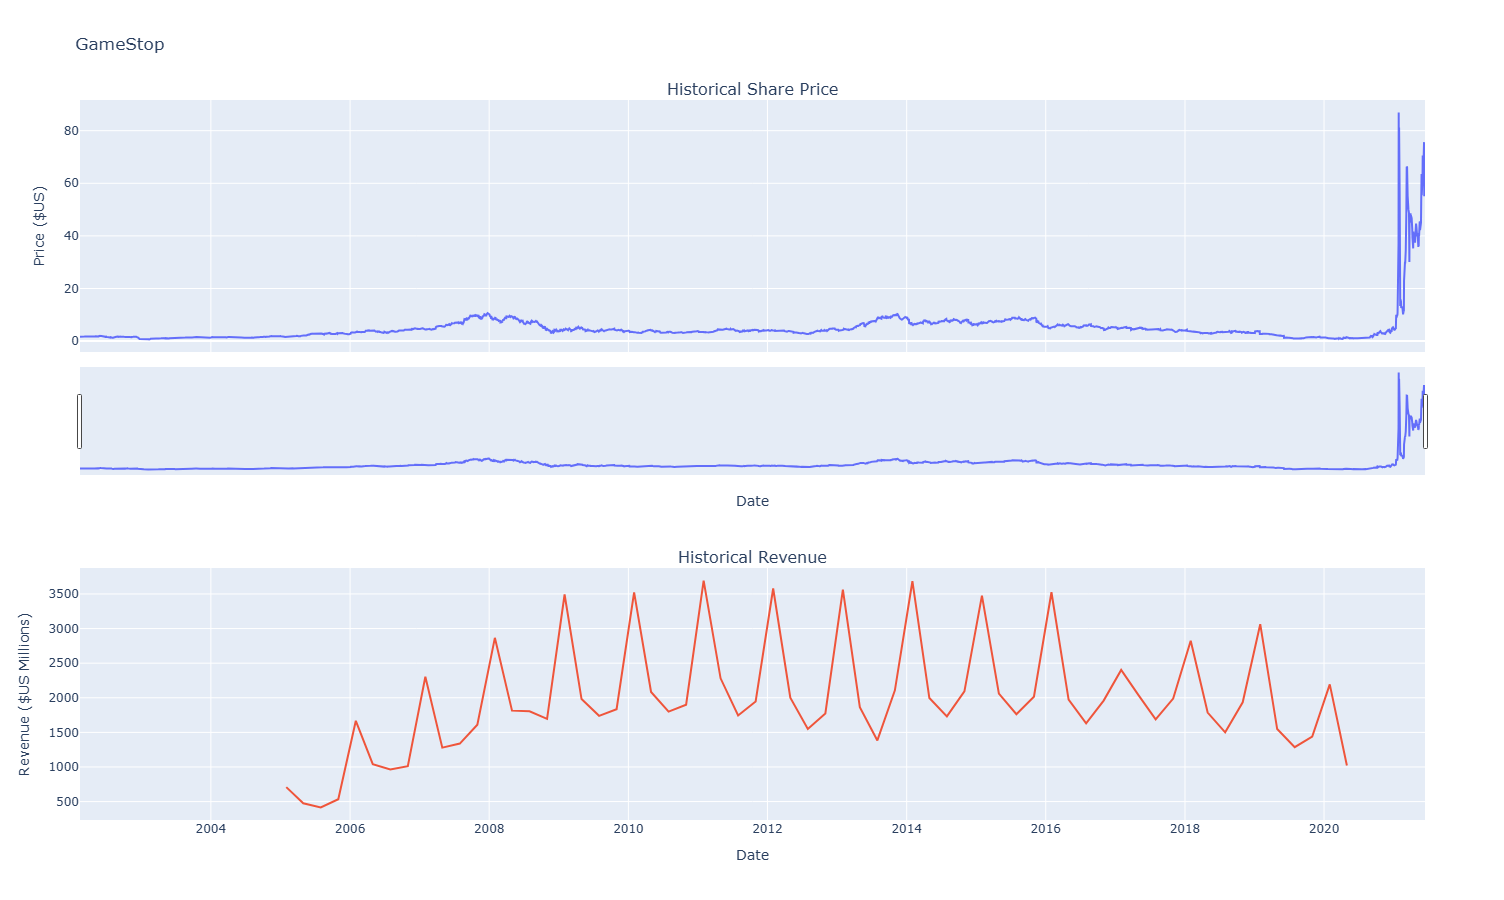 GameStop
Historical Share Price
Price ($US)
80
60
40
20
0
Date
Historical Revenue
Revenue ($US Millions)
3500
3000
2500
2000
1500
1000
500
2004 2006 2008 2010 2012 2014 2016 2018 2020
Date